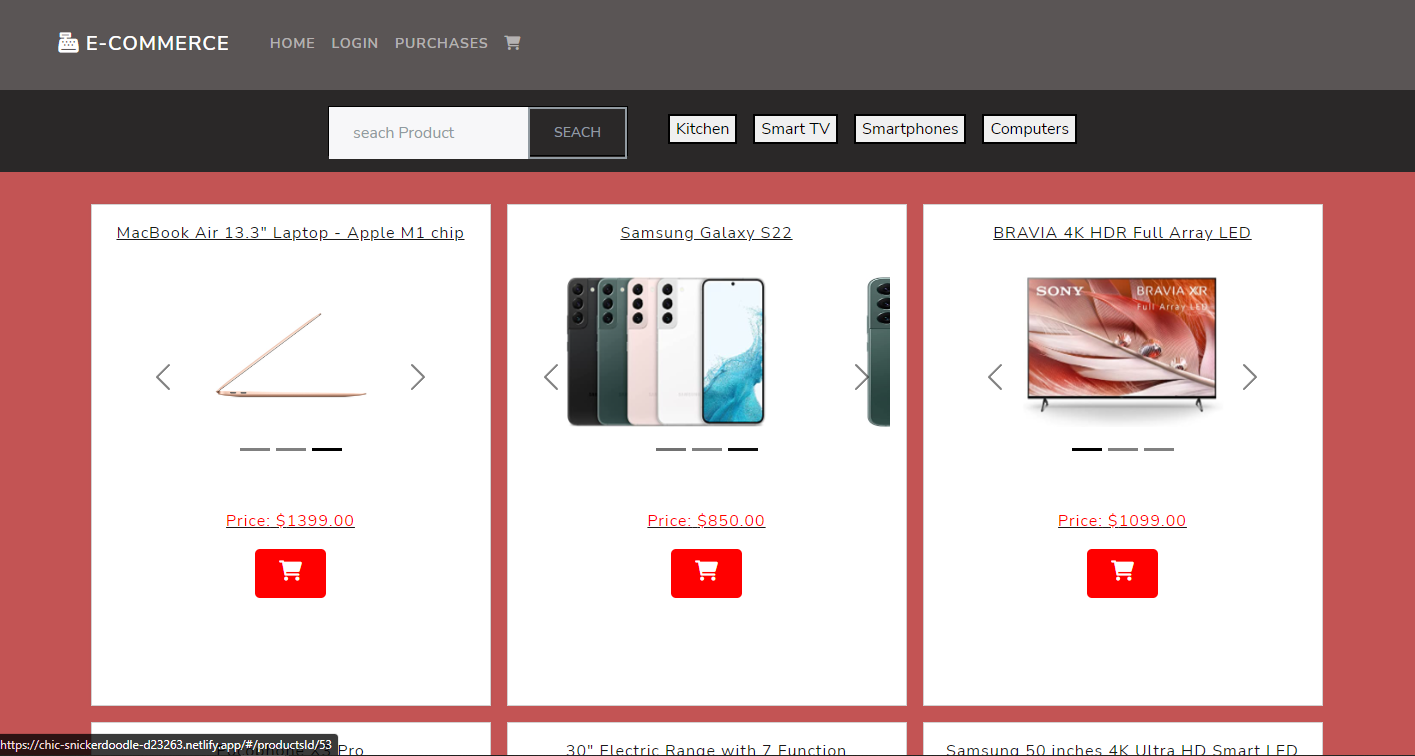 E-COMMERCE HOME LOGIN PURCHASES
seach Product SEACH Kitchen Smart TV Smartphones Computers
MacBook Air 13.3" Laptop - Apple M1 chip
Samsung Galaxy S22
BRAVIA 4K HDR Full Array LED
SONY BRAVIA XR
Full Array LED
Price: $1399.00
Price: $850.00
Price: $1099.00
Pro
30" Electric Range with 7 Function
Samsung 50 inches 4K Ultra HD Smart LED
https://chic-snickerdoodle-d23263.netlify.app/#/productsId/53